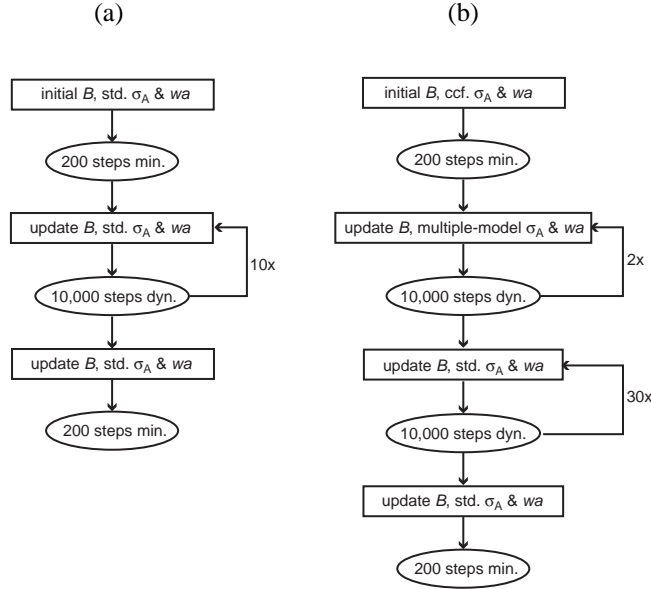 (a)
initial B, std. σA & wa
200 steps min.
update B, std. σA & wa
10x
10,000 steps dyn.
update B, std. σA & wa
200 steps min.
(b)
initial B, ccf. σA & wa
200 steps min.
update B, multiple-model σA & wa
2x
10,000 steps dyn.
update B, std. σA & wa
30x
10,000 steps dyn.
update B, std. σA & wa
200 steps min.